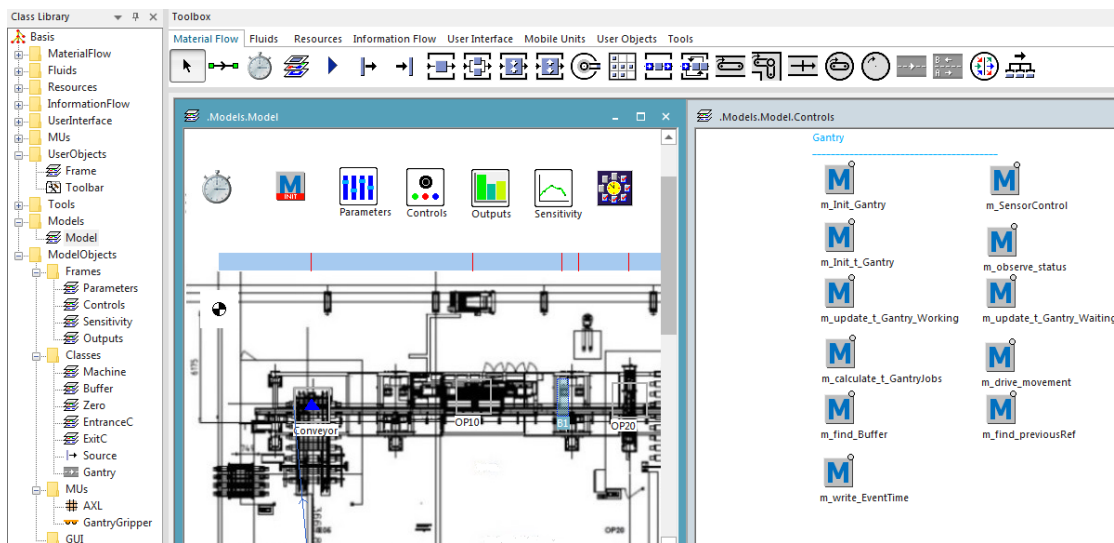 Class Library
Toolbox
Basis
MaterialFlow
Fluids
Resources
InformationFlow
UserInterface
MUs
UserObjects
Frame
Toolbar
Tools
Models
Model
ModelObjects
Frames
Parameters
Controls
Sensitivity
Outputs
Classes
Machine
Buffer
Zero
EntranceC
ExitC
Source
Gantry
MUs
AXL
GantryGripper
GUI
Material Flow Fluids Resources Information Flow User Interface Mobile Units User Objects Tools
.Models.Model
M
INIT
Parameters Controls Outputs Sensitivity
6175
Conveyor
OP10
B1
OP20
OP20
.Models.Model.Controls
Gantry
M M
m_Init_Gantry m_SensorControl
M M
m_Init_t_Gantry m_observe_status
M M
m_update_t_Gantry_Working m_update_t_Gantry_Waiting
M M
m_calculate_t_GantryJobs m_drive_movement
M M
m_find_Buffer m_find_previousRef
M
m_write_EventTime